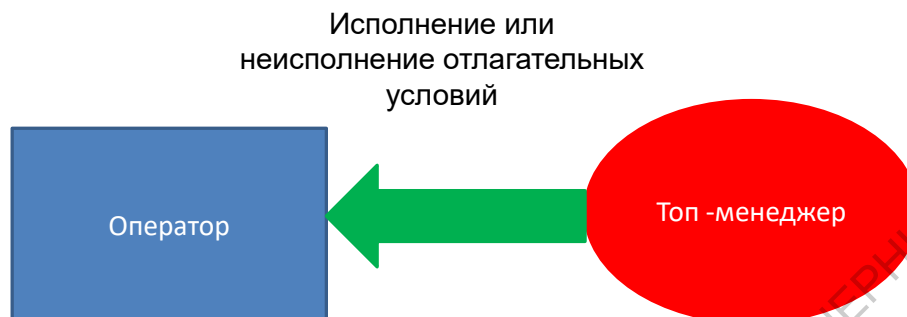 Исполнение или
неисполнение отлагательных
условий
Оператор
Топ -менеджер